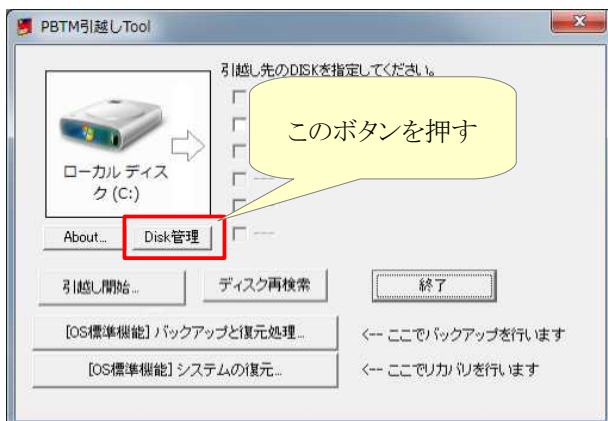 PBTM引越しTool
引越し先のDISKを指定してください。
このボタンを押す
ローカル ディス
ク (C:)
---
---
About...
Disk管理
引越し開始...
ディスク再検索
終了
[OS標準機能] バックアップと復元処理...
<-- ここでバックアップを行います
[OS標準機能] システムの復元...
<-- ここでリカバリを行います